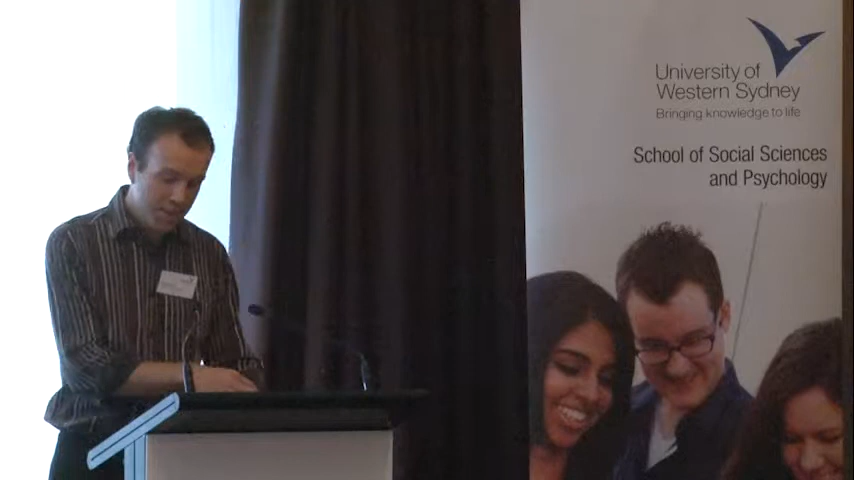 University of
Western Sydney
Bringing knowledge to life
School of Social Sciences
and Psychology